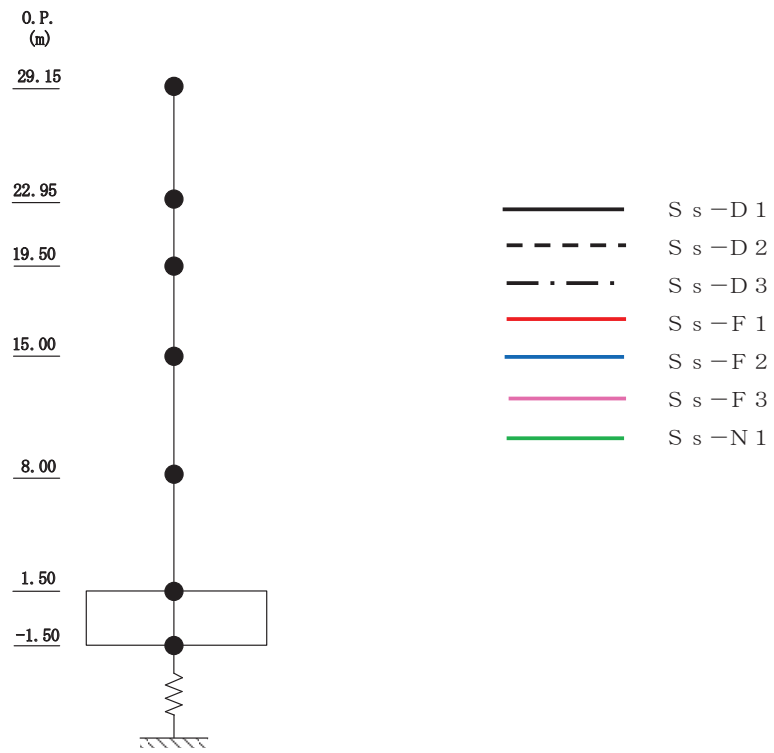 O.P.
(m)
29.15
22.95
19.50
15.00
8.00
1.50
-1.50
Ｓｓ－Ｄ１
Ｓｓ－Ｄ２
Ｓｓ－Ｄ３
Ｓｓ－Ｆ１
Ｓｓ－Ｆ２
Ｓｓ－Ｆ３
Ｓｓ－Ｎ１